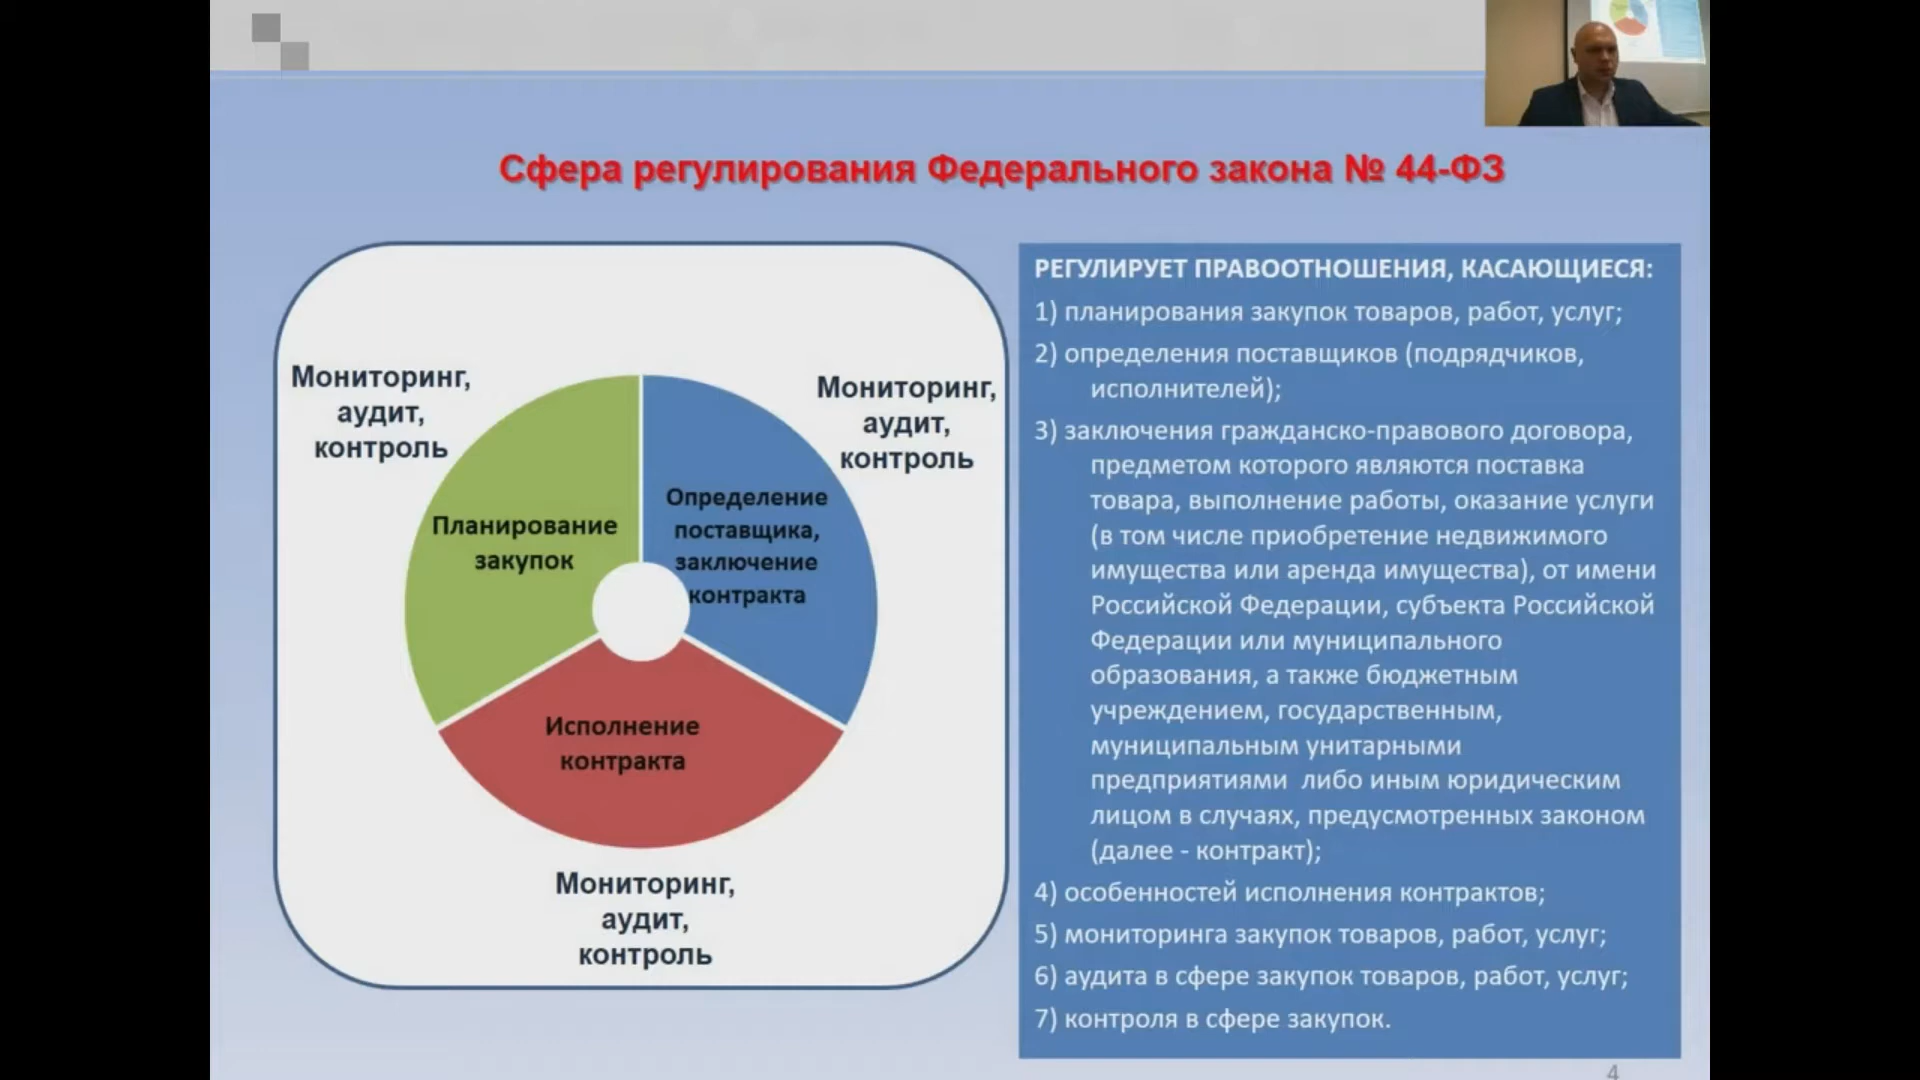 Сфера регулирования Федерального закона № 44-ФЗ
Мониторинг,
аудит,
контроль
Мониторинг,
аудит,
контроль
Планирование
закупок
Определение
поставщика,
заключение
контракта
Исполнение
контракта
Мониторинг,
аудит,
контроль
РЕГУЛИРУЕТ ПРАВООТНОШЕНИЯ, КАСАЮЩИЕСЯ:
1) планирования закупок товаров, работ, услуг;
2) определения поставщиков (подрядчиков,
исполнителей);
3) заключения гражданско-правового договора,
предметом которого являются поставка
товара, выполнение работы, оказание услуги
(в том числе приобретение недвижимого
имущества или аренда имущества), от имени
Российской Федерации, субъекта Российской
Федерации или муниципального
образования, а также бюджетным
учреждением, государственным,
муниципальным унитарными
предприятиями либо иным юридическим
лицом в случаях, предусмотренных законом
(далее - контракт);
4) особенностей исполнения контрактов;
5) мониторинга закупок товаров, работ, услуг;
6) аудита в сфере закупок товаров, работ, услуг;
7) контроля в сфере закупок.
4